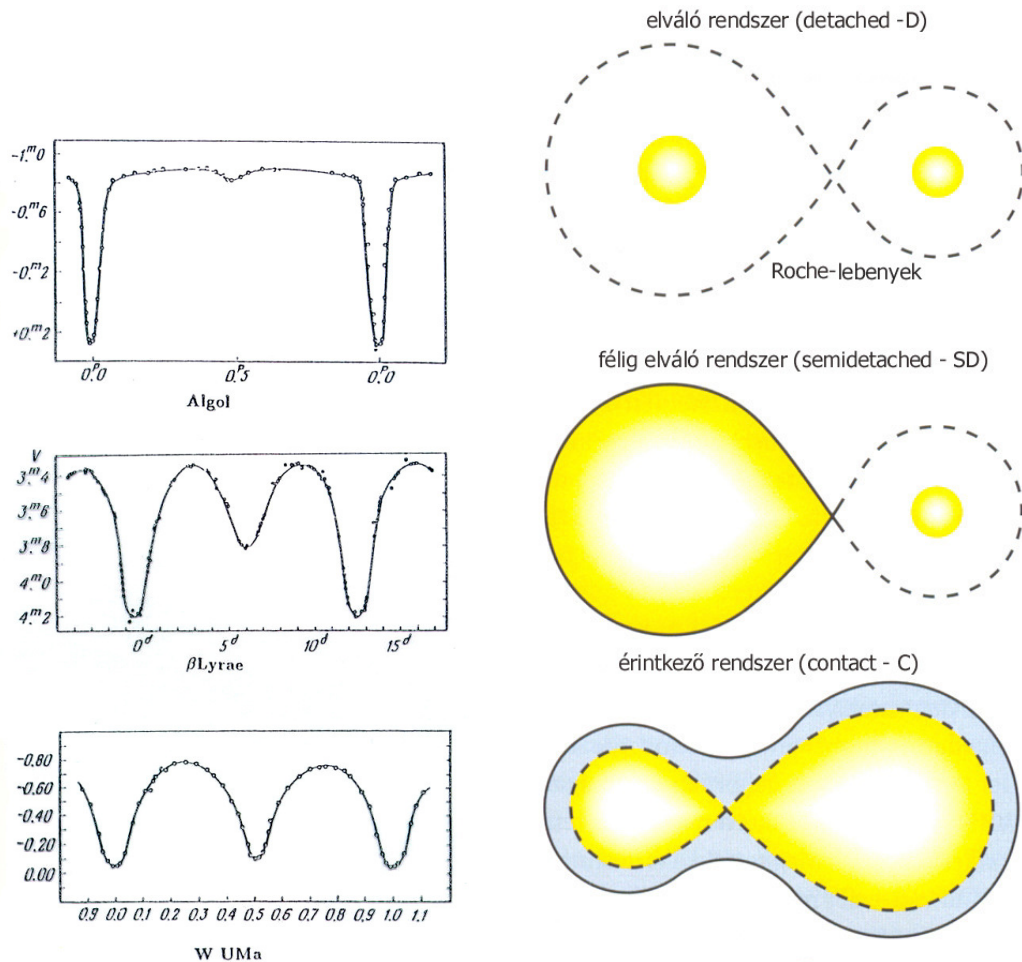 elváló rendszer (detached -D)
Roche-lebenyek
-1.ᵐ0
-0.ᵐ6
-0.ᵐ2
+0.ᵐ2
0.ᵖ0 0.ᵖ5 0.ᵖ0
Algol
félig elváló rendszer (semidetached - SD)
V
3.ᵐ4
3.ᵐ6
3.ᵐ8
4.ᵐ0
4.ᵐ2
0ᵈ 5ᵈ 10ᵈ 15ᵈ
βLyrae
érintkező rendszer (contact - C)
-0.80
-0.60
-0.40
-0.20
0.00
0.9 0.0 0.1 0.2 0.3 0.4 0.5 0.6 0.7 0.8 0.9 1.0 1.1
W UMa